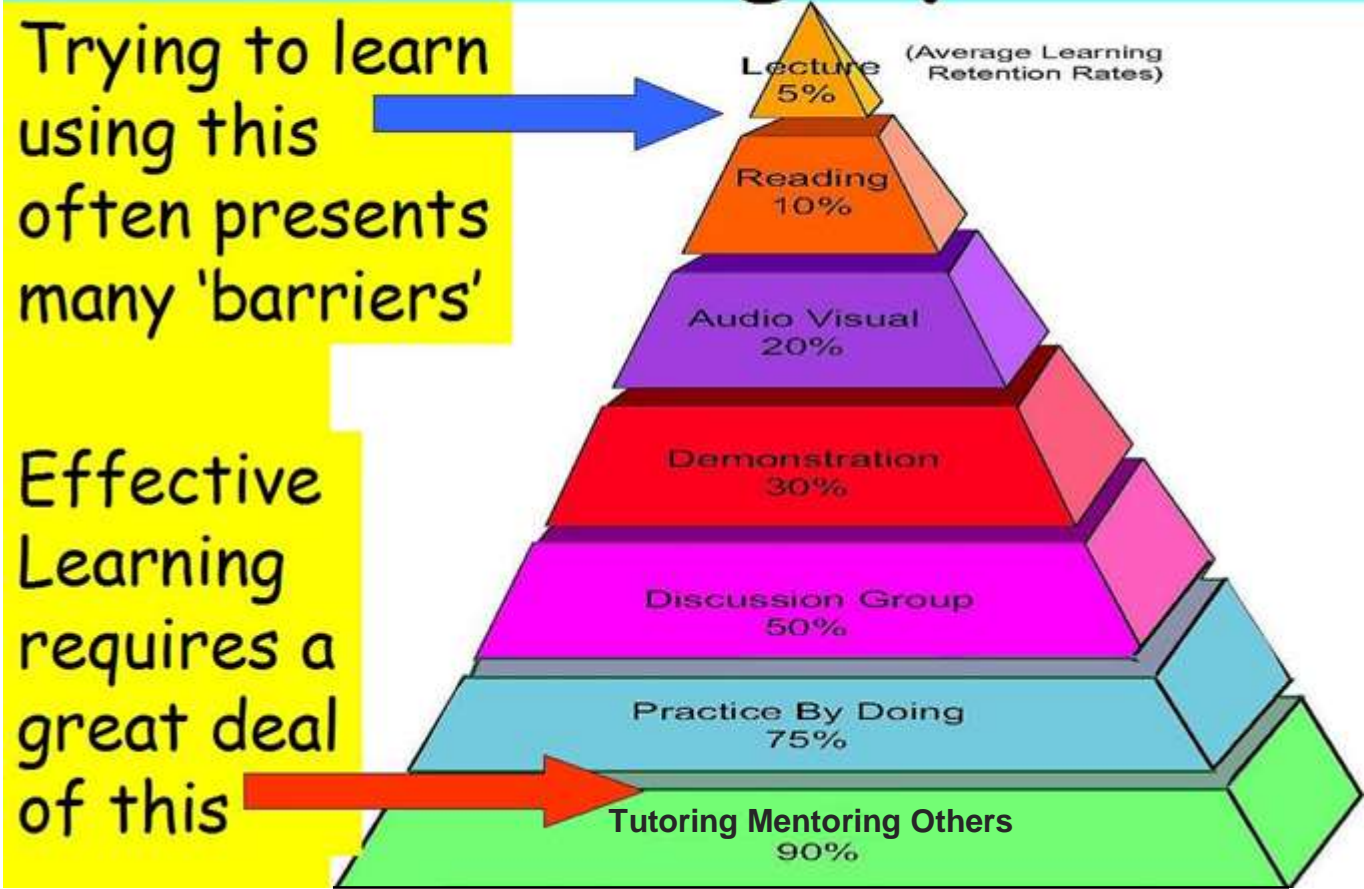 Trying to learn
using this
often presents
many ‘barriers’
Effective
Learning
requires a
great deal
of this
(Average Learning
Retention Rates)
Lecture
5%
Reading
10%
Audio Visual
20%
Demonstration
30%
Discussion Group
50%
Practice By Doing
75%
Tutoring Mentoring Others
90%